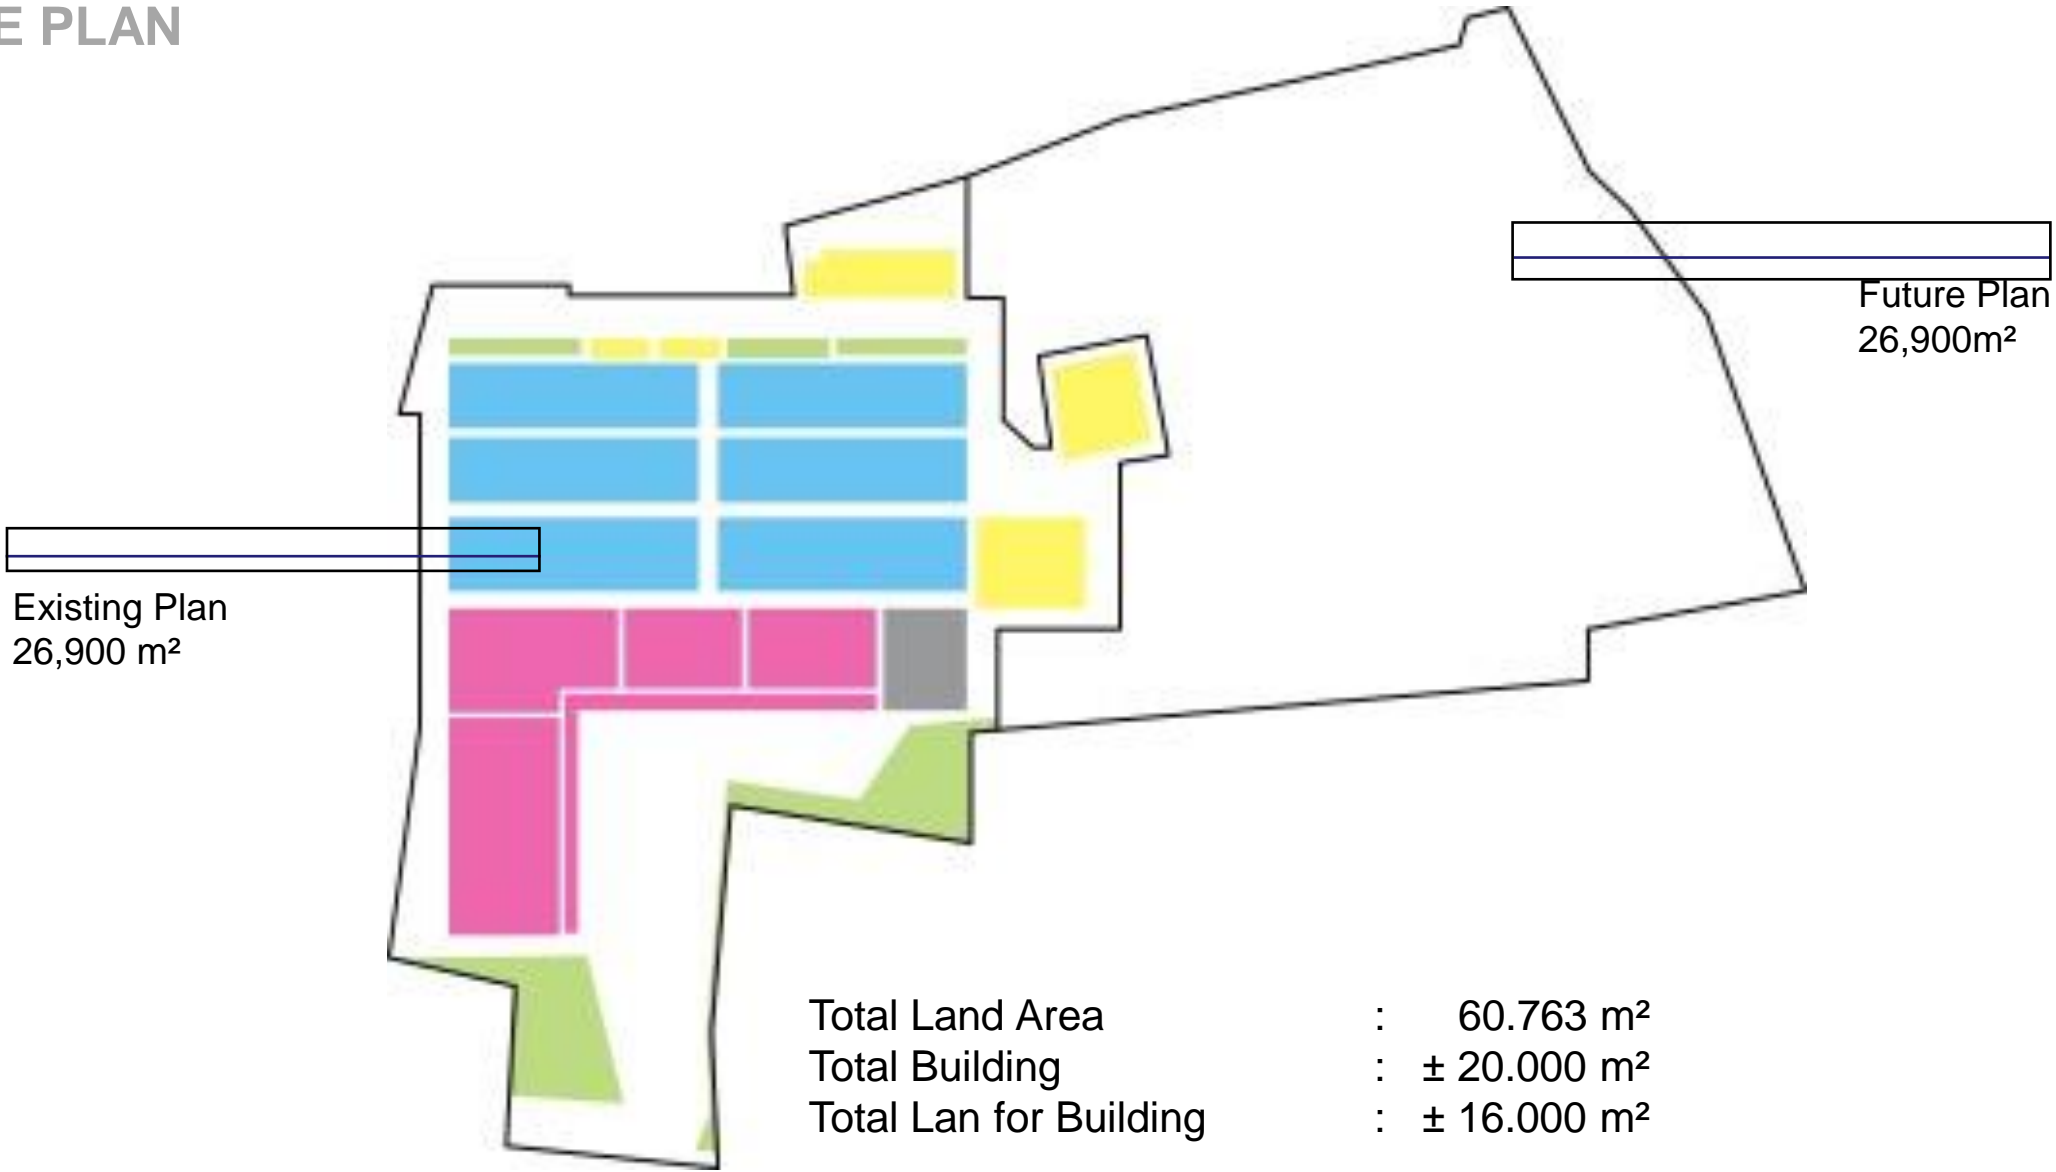 E PLAN
Future Plan
26,900m²
Existing Plan
26,900 m²
Total Land Area : 60.763 m²
Total Building : ± 20.000 m²
Total Lan for Building : ± 16.000 m²